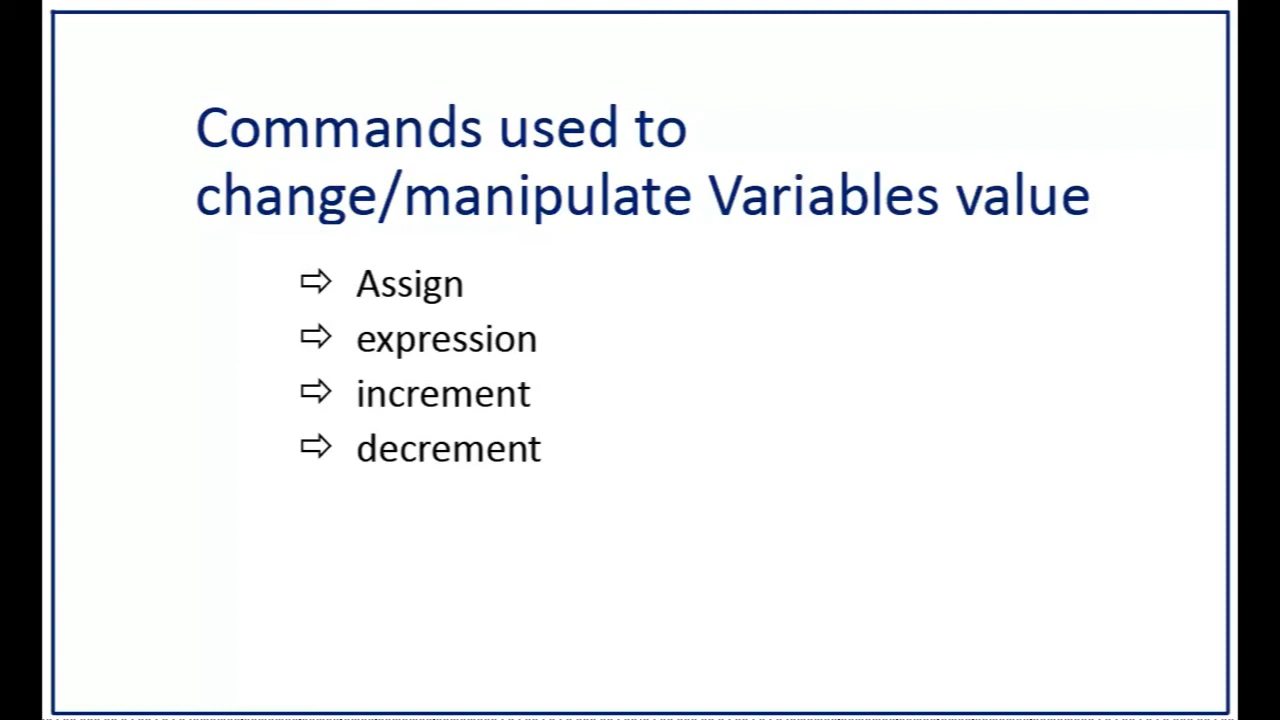 Commands used to
change/manipulate Variables value
⇨ Assign
⇨ expression
⇨ increment
⇨ decrement